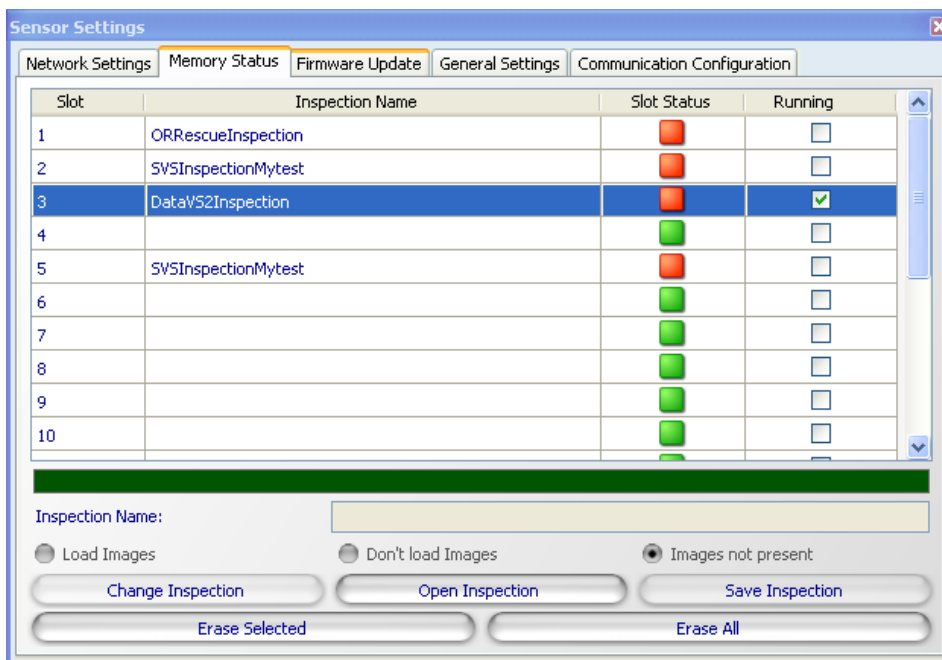 Sensor Settings
Network Settings Memory Status Firmware Update General Settings Communication Configuration
Slot Inspection Name Slot Status Running
1 ORRescueInspection
2 SVSInspectionMytest
3 DataVS2Inspection
4
5 SVSInspectionMytest
6
7
8
9
10
Inspection Name:
Load Images Don't load Images Images not present
Change Inspection Open Inspection Save Inspection
Erase Selected Erase All